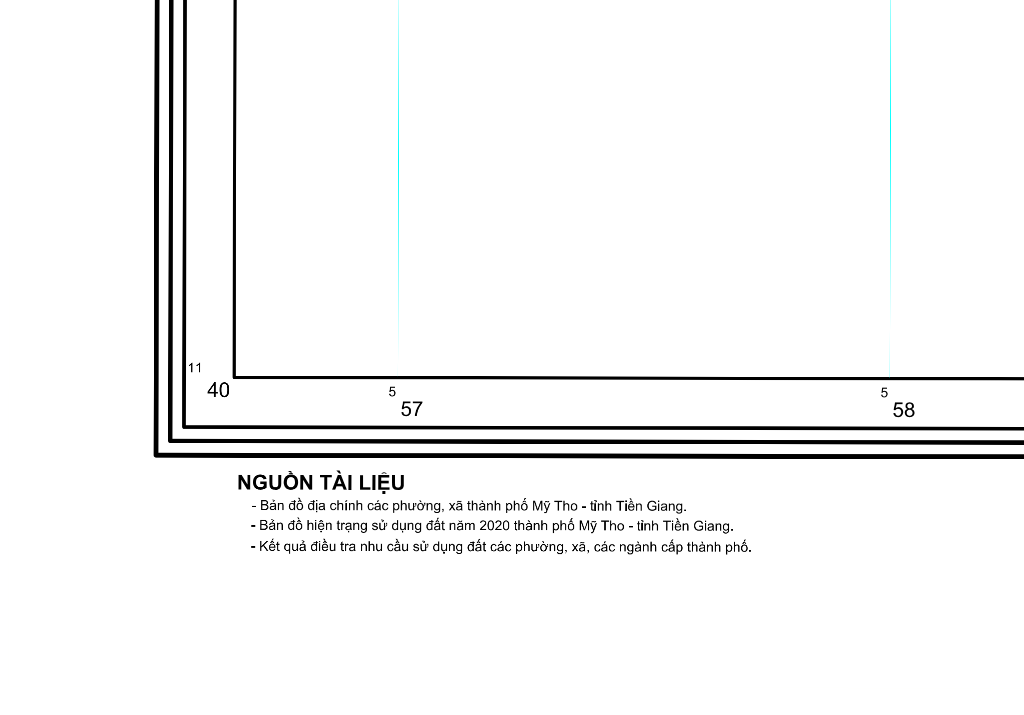 11
40
5
57
5
58
NGUỒN TÀI LIỆU
- Bản đồ địa chính các phường, xã thành phố Mỹ Tho - tỉnh Tiền Giang.
- Bản đồ hiện trạng sử dụng đất năm 2020 thành phố Mỹ Tho - tỉnh Tiền Giang.
- Kết quả điều tra nhu cầu sử dụng đất các phường, xã, các ngành cấp thành phố.